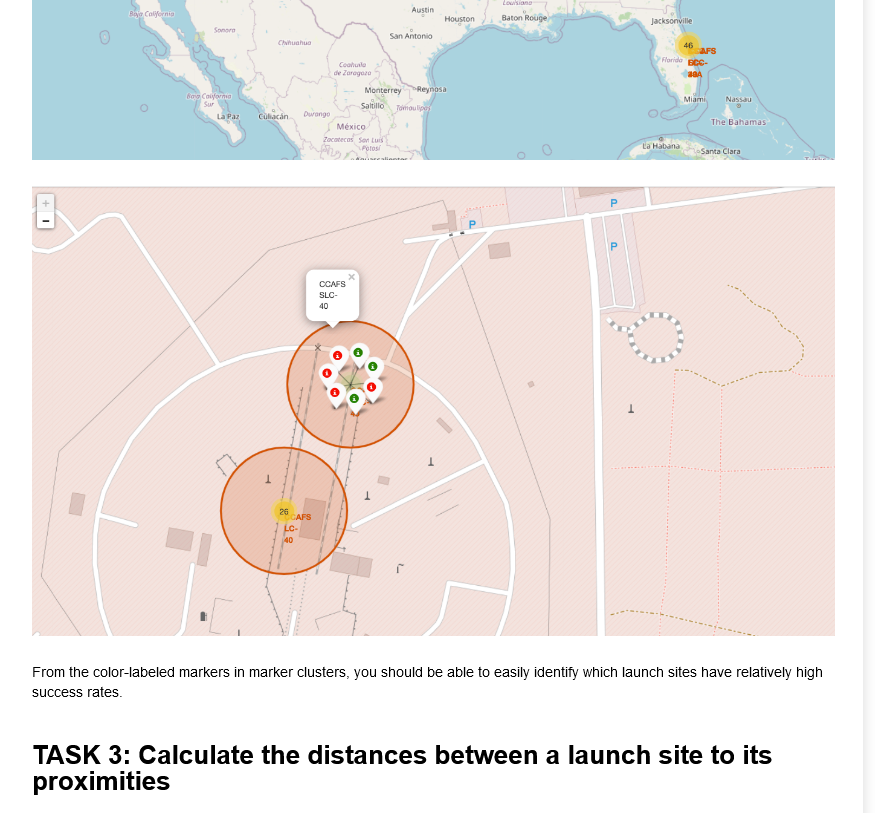 Baja California
Sonora
Chihuahua
Coahuila
de Zaragoza
Baja California
Sur
La Paz
Culiacán
Durango
Monterrey
Saltillo
Reynosa
Tamaulipas
México
Zacatecas
San Luis
Potosí
Aguascalientes
Austin
San Antonio
Houston
Louisiana
Baton Rouge
Jacksonville
46
Florida
Miami
Nassau
The Bahamas
La Habana
Santa Clara
+
−
P
P
P
CCAFS
SLC-
40
×
26
LC-
40
From the color-labeled markers in marker clusters, you should be able to easily identify which launch sites have relatively high
success rates.
TASK 3: Calculate the distances between a launch site to its
proximities